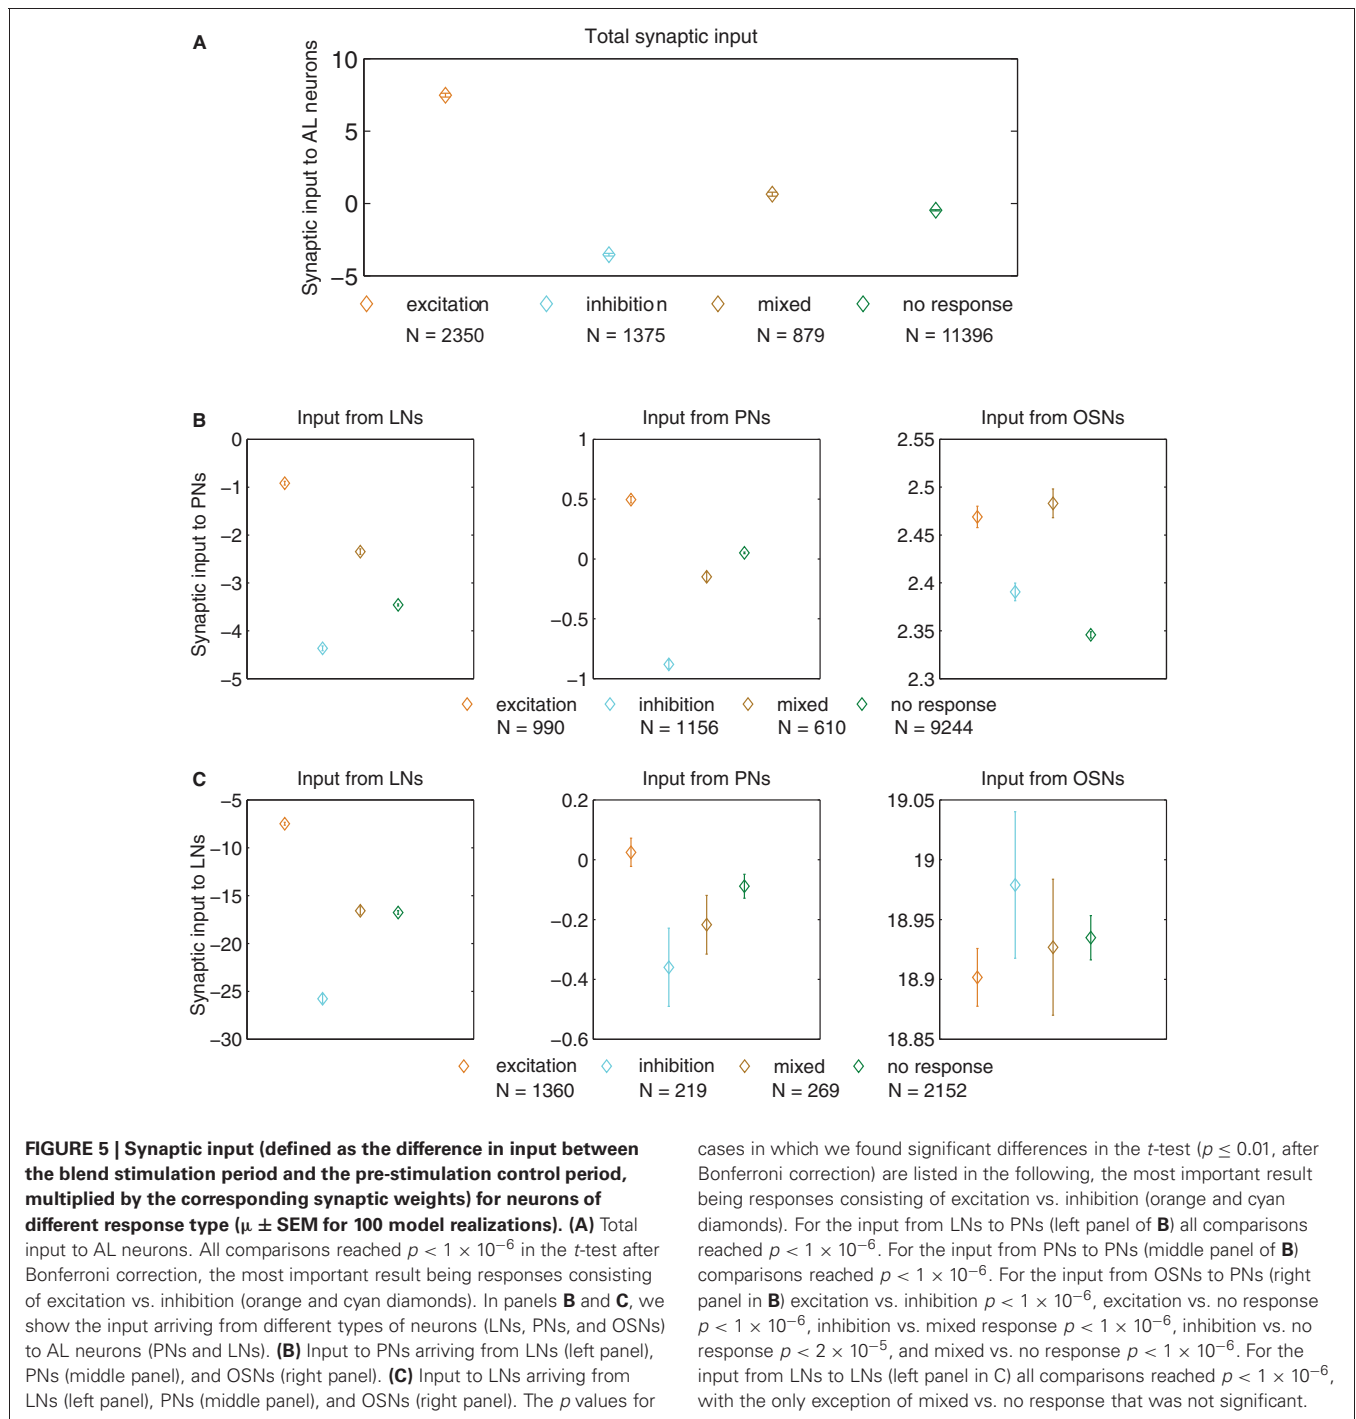 A
Total synaptic input
Synaptic input to AL neurons
10
5
0
−5
excitation
inhibition
mixed
no response
N = 2350
N = 1375
N = 879
N = 11396
B
Input from LNs
Input from PNs
Input from OSNs
Synaptic input to PNs
0
−1
−2
−3
−4
−5
1
0.5
0
−0.5
−1
2.55
2.5
2.45
2.4
2.35
2.3
excitation
inhibition
mixed
no response
N = 990
N = 1156
N = 610
N = 9244
C
Input from LNs
Input from PNs
Input from OSNs
Synaptic input to LNs
−5
−10
−15
−20
−25
−30
0.2
0
−0.2
−0.4
−0.6
19.05
19
18.95
18.9
18.85
excitation
inhibition
mixed
no response
N = 1360
N = 219
N = 269
N = 2152
FIGURE 5 | Synaptic input (defined as the difference in input between
the blend stimulation period and the pre-stimulation control period,
multiplied by the corresponding synaptic weights) for neurons of
different response type (μ ± SEM for 100 model realizations). (A) Total
input to AL neurons. All comparisons reached p < 1 × 10⁻⁶ in the t-test after
Bonferroni correction, the most important result being responses consisting
of excitation vs. inhibition (orange and cyan diamonds). In panels B and C, we
show the input arriving from different types of neurons (LNs, PNs, and OSNs)
to AL neurons (PNs and LNs). (B) Input to PNs arriving from LNs (left panel),
PNs (middle panel), and OSNs (right panel). (C) Input to LNs arriving from
LNs (left panel), PNs (middle panel), and OSNs (right panel). The p values for
cases in which we found significant differences in the t-test (p ≤ 0.01, after
Bonferroni correction) are listed in the following, the most important result
being responses consisting of excitation vs. inhibition (orange and cyan
diamonds). For the input from LNs to PNs (left panel of B) all comparisons
reached p < 1 × 10⁻⁶. For the input from PNs to PNs (middle panel of B)
comparisons reached p < 1 × 10⁻⁶. For the input from OSNs to PNs (right
panel in B) excitation vs. inhibition p < 1 × 10⁻⁶, excitation vs. no response
p < 1 × 10⁻⁶, inhibition vs. mixed response p < 1 × 10⁻⁶, inhibition vs. no
response p < 2 × 10⁻⁵, and mixed vs. no response p < 1 × 10⁻⁶. For the
input from LNs to LNs (left panel in C) all comparisons reached p < 1 × 10⁻⁶,
with the only exception of mixed vs. no response that was not significant.